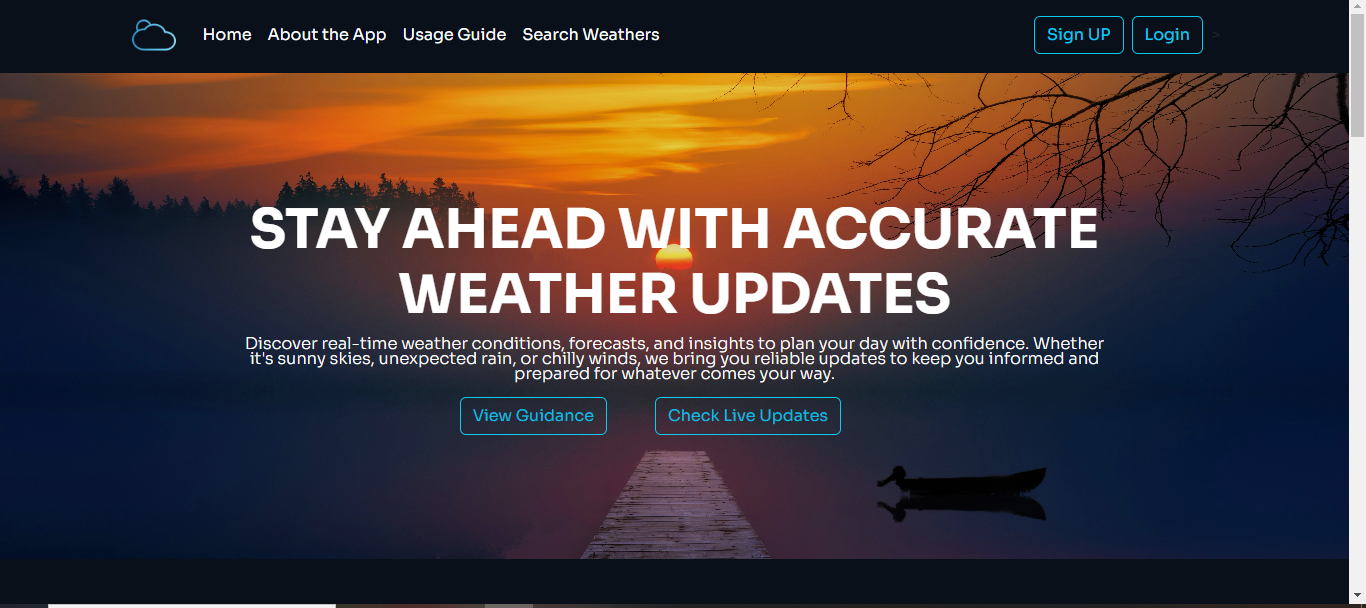 Home About the App Usage Guide Search Weathers Sign UP Login >
STAY AHEAD WITH ACCURATE
WEATHER UPDATES
Discover real-time weather conditions, forecasts, and insights to plan your day with confidence. Whether
it's sunny skies, unexpected rain, or chilly winds, we bring you reliable updates to keep you informed and
prepared for whatever comes your way.
View Guidance Check Live Updates